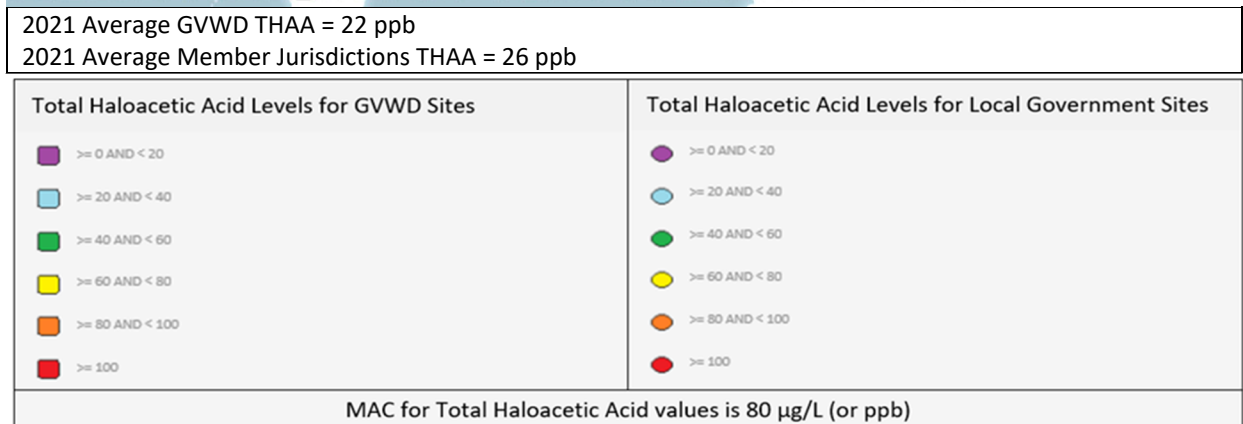 2021 Average GVWD THAA = 22 ppb
2021 Average Member Jurisdictions THAA = 26 ppb
Total Haloacetic Acid Levels for GVWD Sites
>= 0 AND < 20
>= 20 AND < 40
>= 40 AND < 60
>= 60 AND < 80
>= 80 AND < 100
>= 100
Total Haloacetic Acid Levels for Local Government Sites
>= 0 AND < 20
>= 20 AND < 40
>= 40 AND < 60
>= 60 AND < 80
>= 80 AND < 100
>= 100
MAC for Total Haloacetic Acid values is 80 µg/L (or ppb)